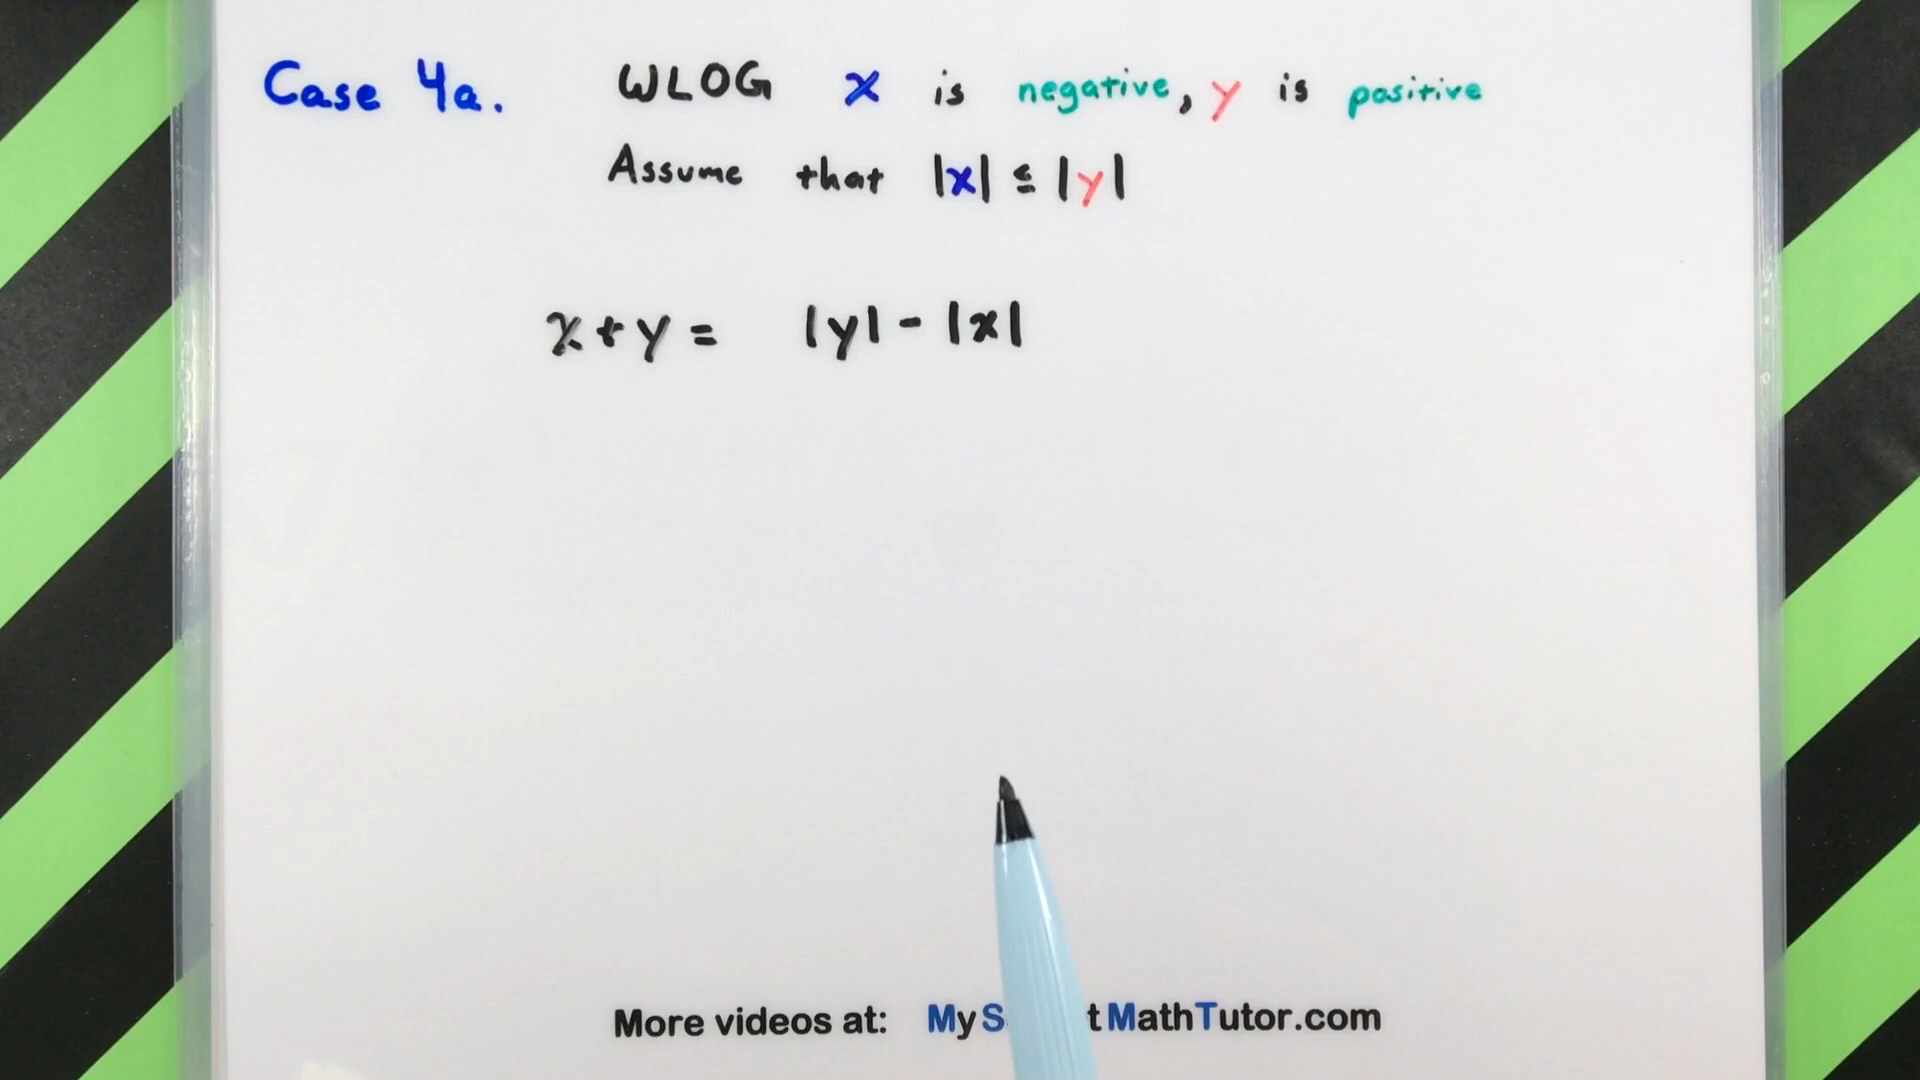 Case 4a. WLOG x is negative, y is positive
Assume that |x| ≤ |y|
x + y = |y| - |x|
More videos at: MyS tMathTutor.com